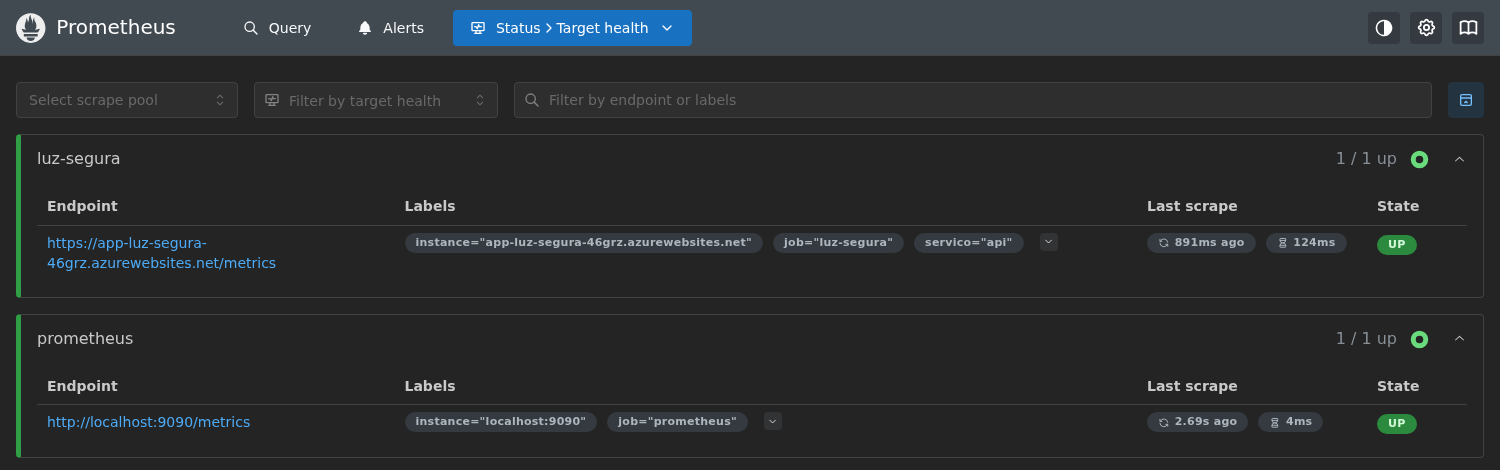 Prometheus Query Alerts Status > Target health
Select scrape pool Filter by target health Filter by endpoint or labels
luz-segura 1 / 1 up
Endpoint Labels Last scrape State
https://app-luz-segura- instance="app-luz-segura-46grz.azurewebsites.net" job="luz-segura" servico="api" 891ms ago 124ms UP
46grz.azurewebsites.net/metrics
prometheus 1 / 1 up
Endpoint Labels Last scrape State
http://localhost:9090/metrics instance="localhost:9090" job="prometheus" 2.69s ago 4ms UP